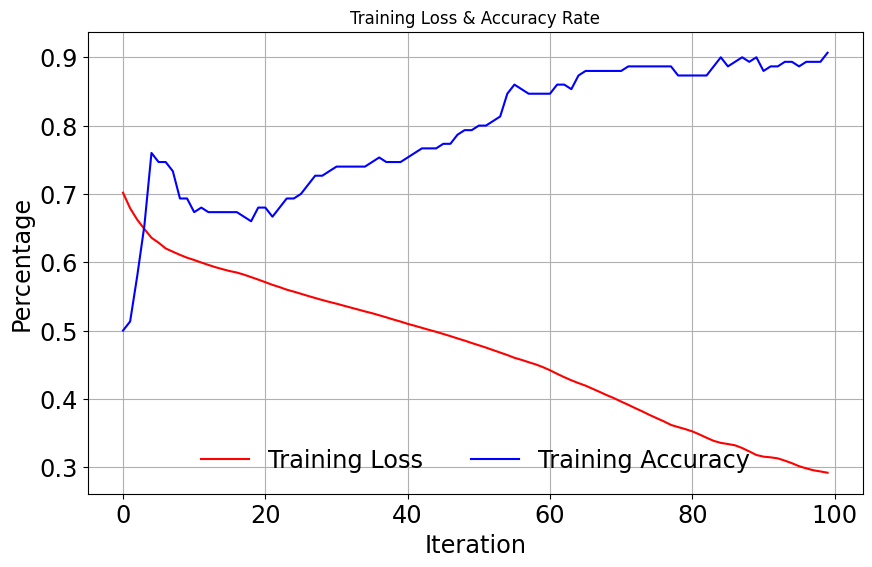 Training Loss & Accuracy Rate
0.9
0.8
0.7
0.6
0.5
0.4
0.3
Percentage
Training Loss
Training Accuracy
0 20 40 60 80 100
Iteration